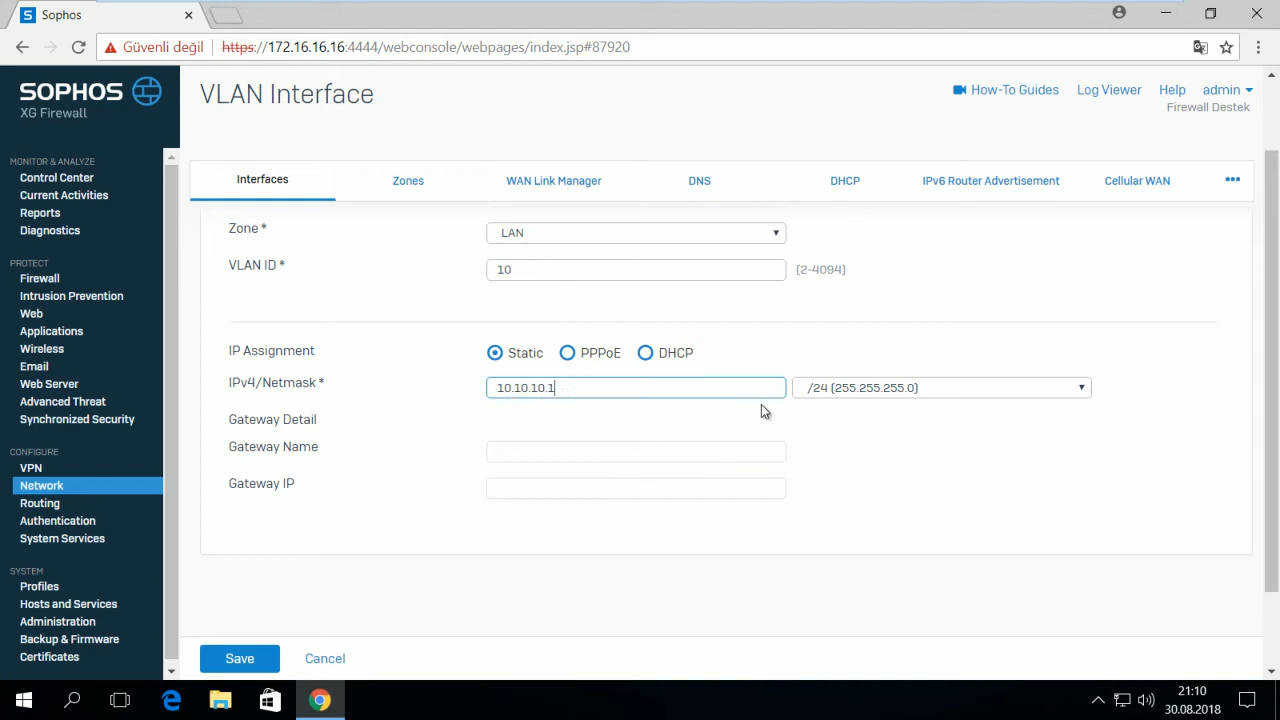 Sophos
Güvenli değil
https://172.16.16.16:4444/webconsole/webpages/index.jsp#87920
SOPHOS
XG Firewall
MONITOR & ANALYZE
Control Center
Current Activities
Reports
Diagnostics
PROTECT
Firewall
Intrusion Prevention
Web
Applications
Wireless
Email
Web Server
Advanced Threat
Synchronized Security
CONFIGURE
VPN
Network
Routing
Authentication
System Services
SYSTEM
Profiles
Hosts and Services
Administration
Backup & Firmware
Certificates
VLAN Interface
How-To Guides
Log Viewer
Help
admin
Firewall Destek
Interfaces
Zones
WAN Link Manager
DNS
DHCP
IPv6 Router Advertisement
Cellular WAN
Zone *
LAN
VLAN ID *
10
(2-4094)
IP Assignment
Static
PPPoE
DHCP
IPv4/Netmask *
10.10.10.1
/24 (255.255.255.0)
Gateway Detail
Gateway Name
Gateway IP
Save
Cancel
21:10
30.08.2018